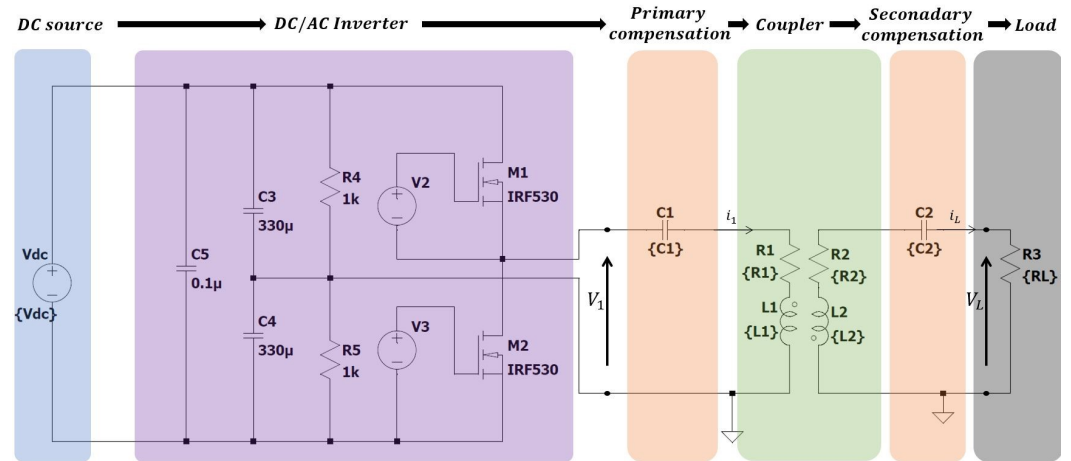 DC source
DC/AC Inverter
Primary
compensation
Coupler
Seconadary
compensation
Load
Vdc
{Vdc}
C5
0.1µ
C3
330µ
C4
330µ
R4
1k
R5
1k
V2
V3
M1
IRF530
M2
IRF530
V1
C1
{C1}
i1
R1
{R1}
L1
{L1}
R2
{R2}
L2
{L2}
C2
{C2}
iL
VL
R3
{RL}